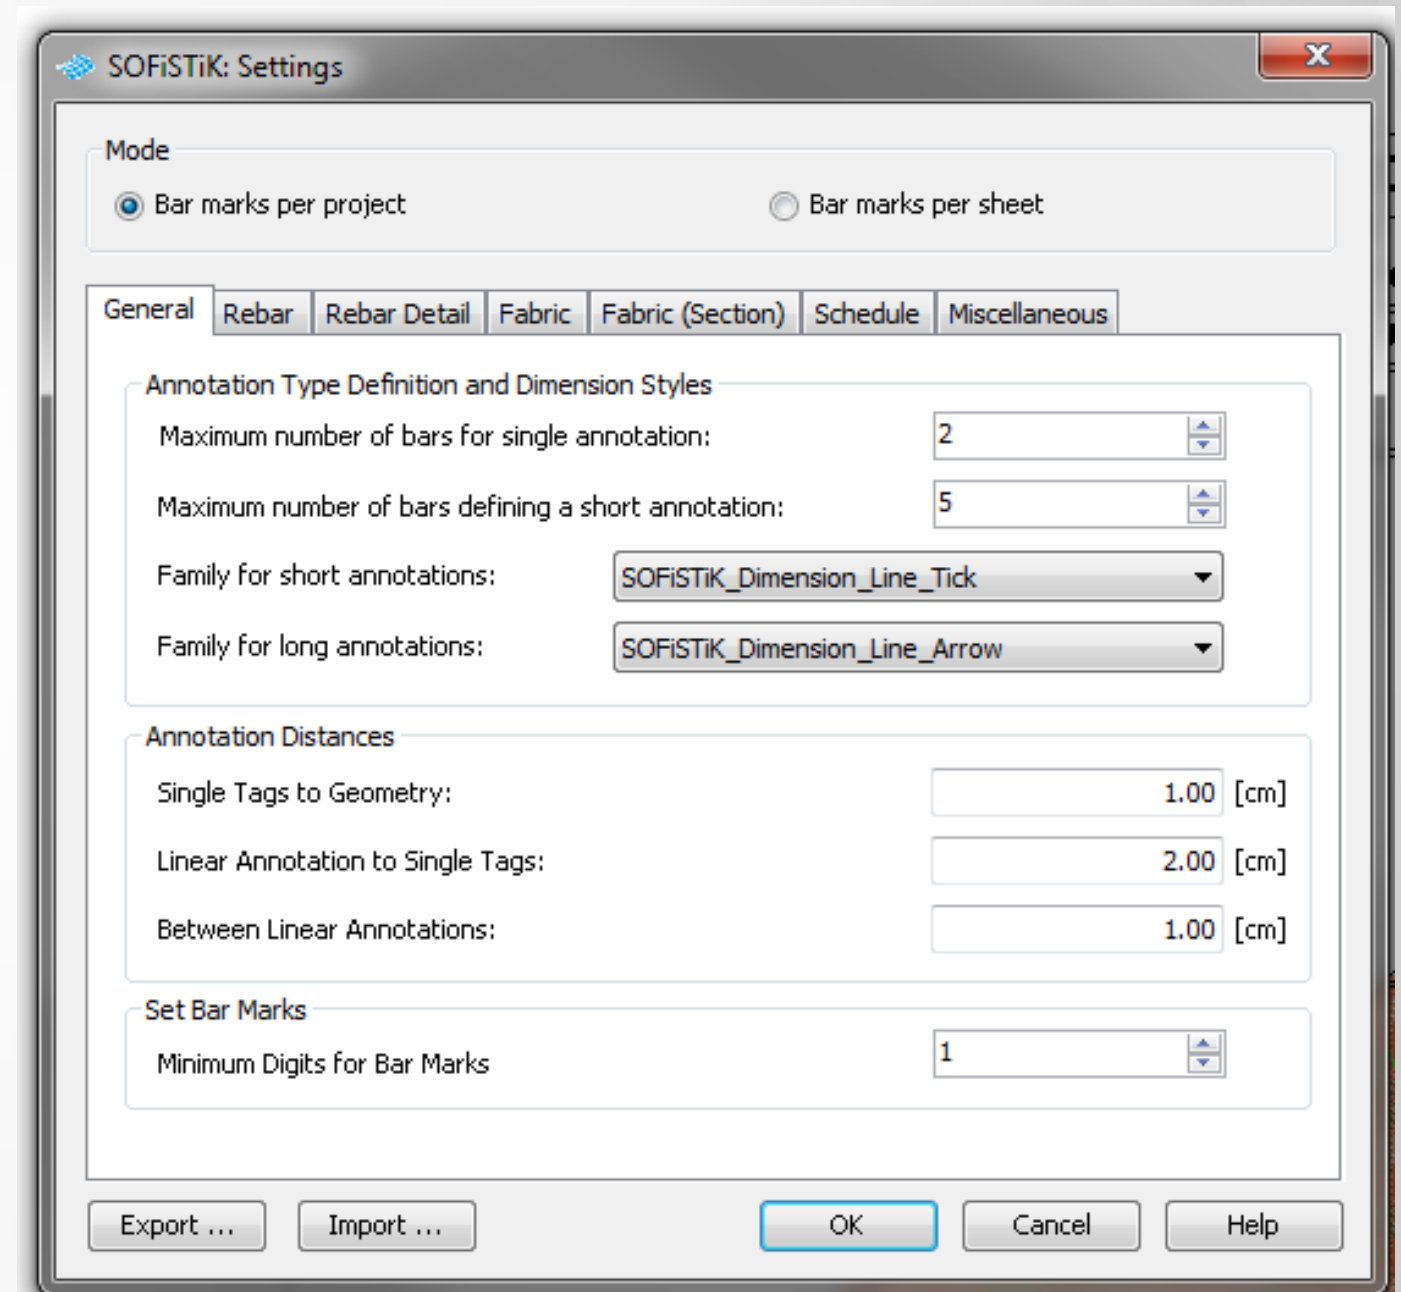 SOFiSTiK: Settings
X
Mode
Bar marks per project
Bar marks per sheet
General Rebar Rebar Detail Fabric Fabric (Section) Schedule Miscellaneous
Annotation Type Definition and Dimension Styles
Maximum number of bars for single annotation: 2
Maximum number of bars defining a short annotation: 5
Family for short annotations: SOFiSTiK_Dimension_Line_Tick
Family for long annotations: SOFiSTiK_Dimension_Line_Arrow
Annotation Distances
Single Tags to Geometry: 1.00 [cm]
Linear Annotation to Single Tags: 2.00 [cm]
Between Linear Annotations: 1.00 [cm]
Set Bar Marks
Minimum Digits for Bar Marks 1
Export ... Import ... OK Cancel Help